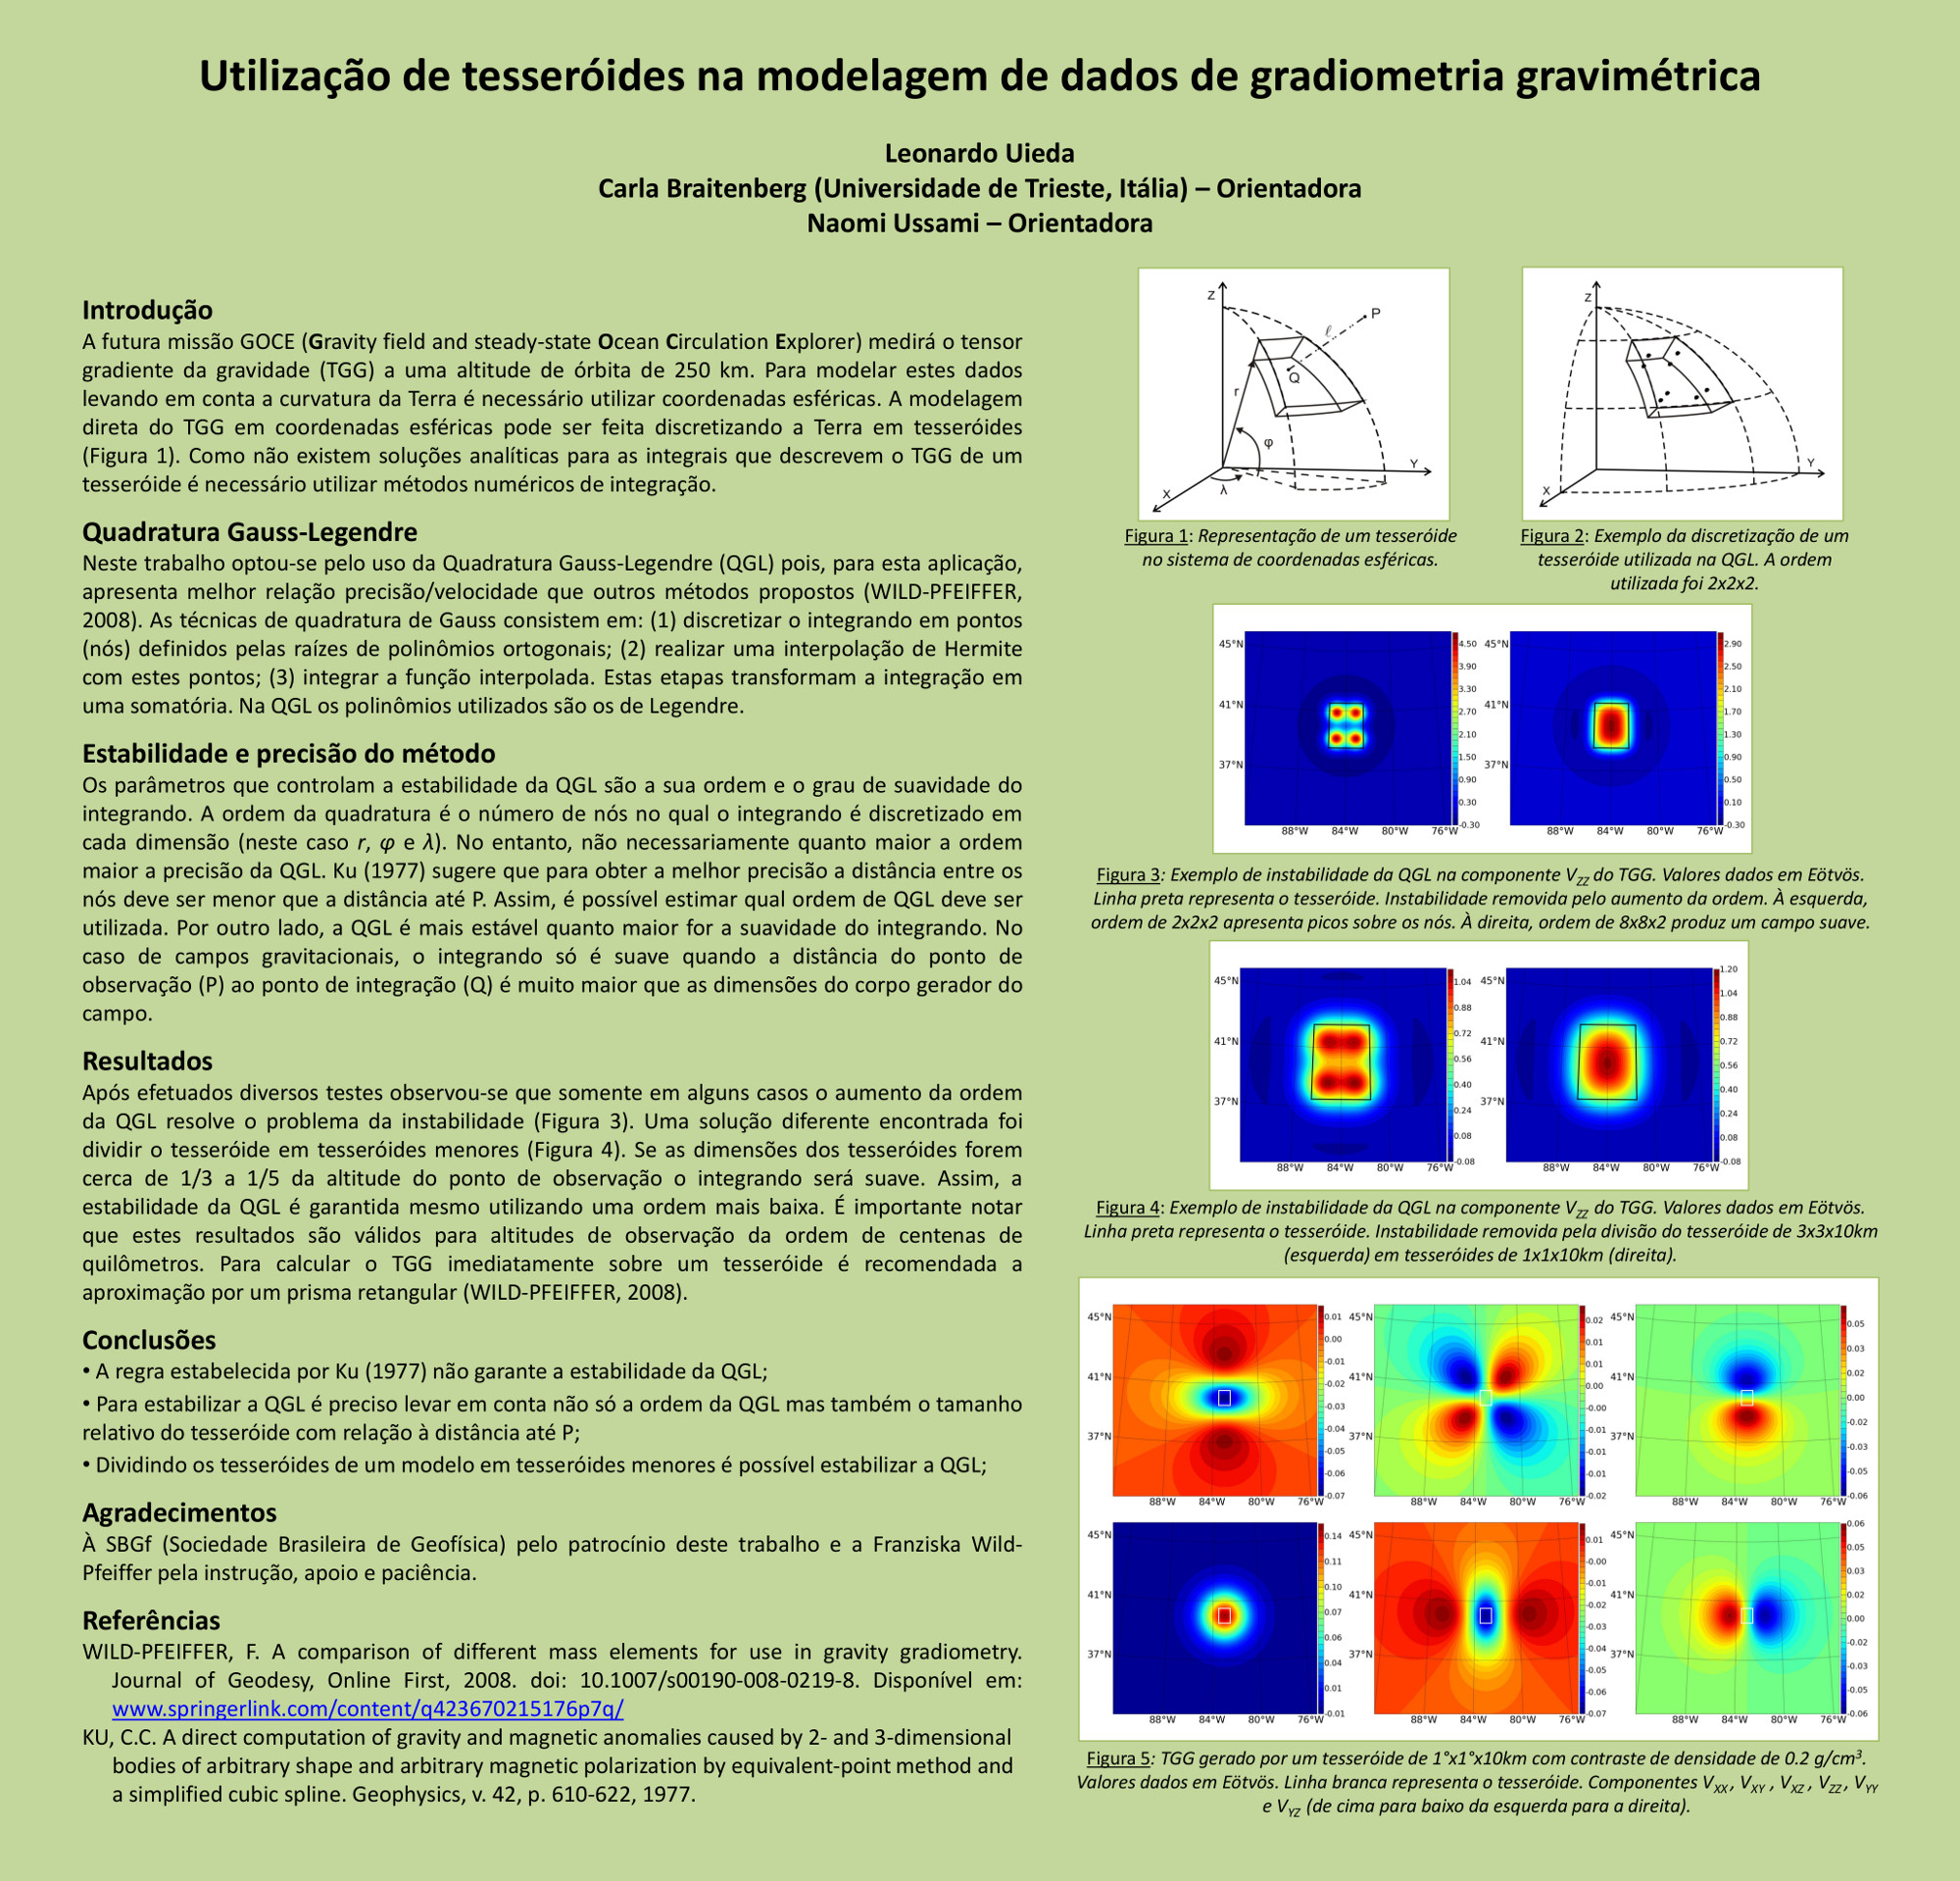 Utilização de tesseróides na modelagem de dados de gradiometria gravimétrica
Leonardo Uieda
Carla Braitenberg (Universidade de Trieste, Itália) – Orientadora
Naomi Ussami – Orientadora
Introdução
A futura missão GOCE (Gravity field and steady-state Ocean Circulation Explorer) medirá o tensor
gradiente da gravidade (TGG) a uma altitude de órbita de 250 km. Para modelar estes dados
levando em conta a curvatura da Terra é necessário utilizar coordenadas esféricas. A modelagem
direta do TGG em coordenadas esféricas pode ser feita discretizando a Terra em tesseróides
(Figura 1). Como não existem soluções analíticas para as integrais que descrevem o TGG de um
tesseróide é necessário utilizar métodos numéricos de integração.
Quadratura Gauss-Legendre
Neste trabalho optou-se pelo uso da Quadratura Gauss-Legendre (QGL) pois, para esta aplicação,
apresenta melhor relação precisão/velocidade que outros métodos propostos (WILD-PFEIFFER,
2008). As técnicas de quadratura de Gauss consistem em: (1) discretizar o integrando em pontos
(nós) definidos pelas raízes de polinômios ortogonais; (2) realizar uma interpolação de Hermite
com estes pontos; (3) integrar a função interpolada. Estas etapas transformam a integração em
uma somatória. Na QGL os polinômios utilizados são os de Legendre.
Estabilidade e precisão do método
Os parâmetros que controlam a estabilidade da QGL são a sua ordem e o grau de suavidade do
integrando. A ordem da quadratura é o número de nós no qual o integrando é discretizado em
cada dimensão (neste caso r, φ e λ). No entanto, não necessariamente quanto maior a ordem
maior a precisão da QGL. Ku (1977) sugere que para obter a melhor precisão a distância entre os
nós deve ser menor que a distância até P. Assim, é possível estimar qual ordem de QGL deve ser
utilizada. Por outro lado, a QGL é mais estável quanto maior for a suavidade do integrando. No
caso de campos gravitacionais, o integrando só é suave quando a distância do ponto de
observação (P) ao ponto de integração (Q) é muito maior que as dimensões do corpo gerador do
campo.
Resultados
Após efetuados diversos testes observou-se que somente em alguns casos o aumento da ordem
da QGL resolve o problema da instabilidade (Figura 3). Uma solução diferente encontrada foi
dividir o tesseróide em tesseróides menores (Figura 4). Se as dimensões dos tesseróides forem
cerca de 1/3 a 1/5 da altitude do ponto de observação o integrando será suave. Assim, a
estabilidade da QGL é garantida mesmo utilizando uma ordem mais baixa. É importante notar
que estes resultados são válidos para altitudes de observação da ordem de centenas de
quilômetros. Para calcular o TGG imediatamente sobre um tesseróide é recomendada a
aproximação por um prisma retangular (WILD-PFEIFFER, 2008).
Conclusões
• A regra estabelecida por Ku (1977) não garante a estabilidade da QGL;
• Para estabilizar a QGL é preciso levar em conta não só a ordem da QGL mas também o tamanho
relativo do tesseróide com relação à distância até P;
• Dividindo os tesseróides de um modelo em tesseróides menores é possível estabilizar a QGL;
Agradecimentos
À SBGf (Sociedade Brasileira de Geofísica) pelo patrocínio deste trabalho e a Franziska Wild-
Pfeiffer pela instrução, apoio e paciência.
Referências
WILD-PFEIFFER, F. A comparison of different mass elements for use in gravity gradiometry.
Journal of Geodesy, Online First, 2008. doi: 10.1007/s00190-008-0219-8. Disponível em:
www.springerlink.com/content/q423670215176p7q/
KU, C.C. A direct computation of gravity and magnetic anomalies caused by 2- and 3-dimensional
bodies of arbitrary shape and arbitrary magnetic polarization by equivalent-point method and
a simplified cubic spline. Geophysics, v. 42, p. 610-622, 1977.
Z
P
ℓ
Q
r
φ
Y
X
λ
Figura 1: Representação de um tesseróide
no sistema de coordenadas esféricas.
Z
Y
X
Figura 2: Exemplo da discretização de um
tesseróide utilizada na QGL. A ordem
utilizada foi 2x2x2.
45°N
41°N
37°N
88°W 84°W 80°W 76°W
4.50
3.90
3.30
2.70
2.10
1.50
0.90
0.30
-0.30
45°N
41°N
37°N
88°W 84°W 80°W 76°W
2.90
2.50
2.10
1.70
1.30
0.90
0.50
0.10
-0.30
Figura 3: Exemplo de instabilidade da QGL na componente VZZ do TGG. Valores dados em Eötvös.
Linha preta representa o tesseróide. Instabilidade removida pelo aumento da ordem. À esquerda,
ordem de 2x2x2 apresenta picos sobre os nós. À direita, ordem de 8x8x2 produz um campo suave.
45°N
41°N
37°N
88°W 84°W 80°W 76°W
1.04
0.88
0.72
0.56
0.40
0.24
0.08
-0.08
45°N
41°N
37°N
88°W 84°W 80°W 76°W
1.20
1.04
0.88
0.72
0.56
0.40
0.24
0.08
-0.08
Figura 4: Exemplo de instabilidade da QGL na componente VZZ do TGG. Valores dados em Eötvös.
Linha preta representa o tesseróide. Instabilidade removida pela divisão do tesseróide de 3x3x10km
(esquerda) em tesseróides de 1x1x10km (direita).
45°N
41°N
37°N
88°W 84°W 80°W 76°W
0.01
0.00
-0.01
-0.02
-0.03
-0.04
-0.05
-0.06
-0.07
45°N
41°N
37°N
88°W 84°W 80°W 76°W
0.02
0.01
0.01
0.00
-0.00
-0.01
-0.01
-0.01
-0.02
45°N
41°N
37°N
88°W 84°W 80°W 76°W
0.05
0.03
0.02
0.00
-0.02
-0.03
-0.05
-0.06
45°N
41°N
37°N
88°W 84°W 80°W 76°W
0.14
0.11
0.10
0.07
0.06
0.04
0.01
-0.01
45°N
41°N
37°N
88°W 84°W 80°W 76°W
0.01
-0.00
-0.01
-0.02
-0.03
-0.04
-0.05
-0.06
-0.07
45°N
41°N
37°N
88°W 84°W 80°W 76°W
0.06
0.05
0.03
0.02
0.00
-0.02
-0.03
-0.05
-0.06
Figura 5: TGG gerado por um tesseróide de 1°x1°x10km com contraste de densidade de 0.2 g/cm³.
Valores dados em Eötvös. Linha branca representa o tesseróide. Componentes VXX, VXY, VXZ, VZZ, VYY
e VYZ (de cima para baixo da esquerda para a direita).